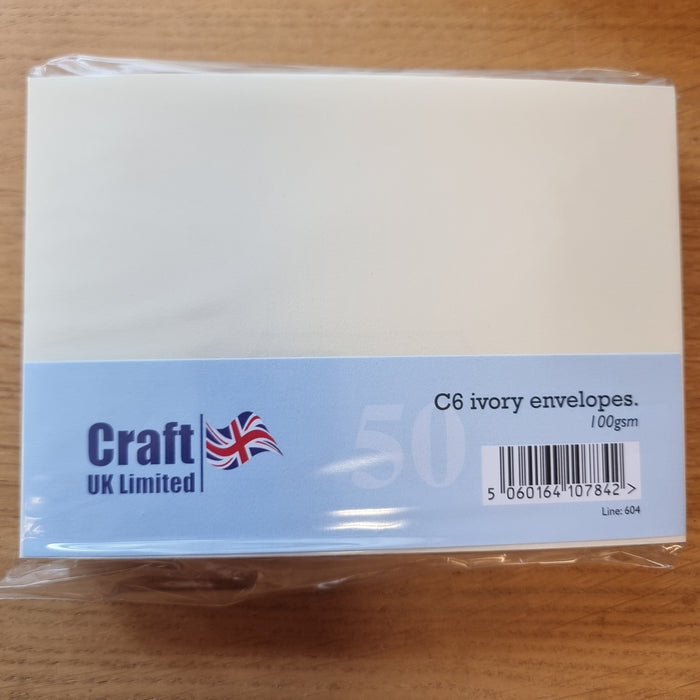 Craft
UK Limited
50
C6 ivory envelopes.
100gsm
5 060164 107842 >
Line: 604